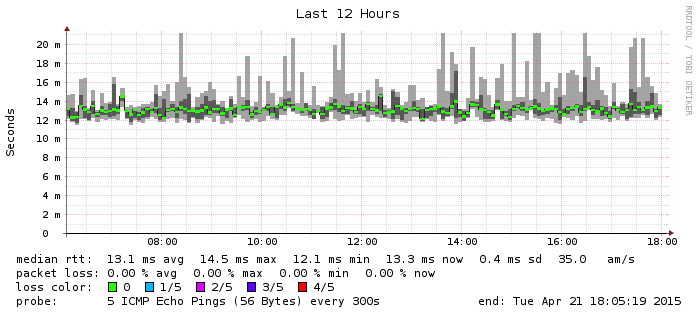 Last 12 Hours
RRDTOOL / TOBI OETIKER
Seconds
20 m
18 m
16 m
14 m
12 m
10 m
8 m
6 m
4 m
2 m
0
08:00 10:00 12:00 14:00 16:00 18:00
median rtt: 13.1 ms avg 14.5 ms max 12.1 ms min 13.3 ms now 0.4 ms sd 35.0 am/s
packet loss: 0.00 % avg 0.00 % max 0.00 % min 0.00 % now
loss color: 0 1/5 2/5 3/5 4/5
probe: 5 ICMP Echo Pings (56 Bytes) every 300s end: Tue Apr 21 18:05:19 2015